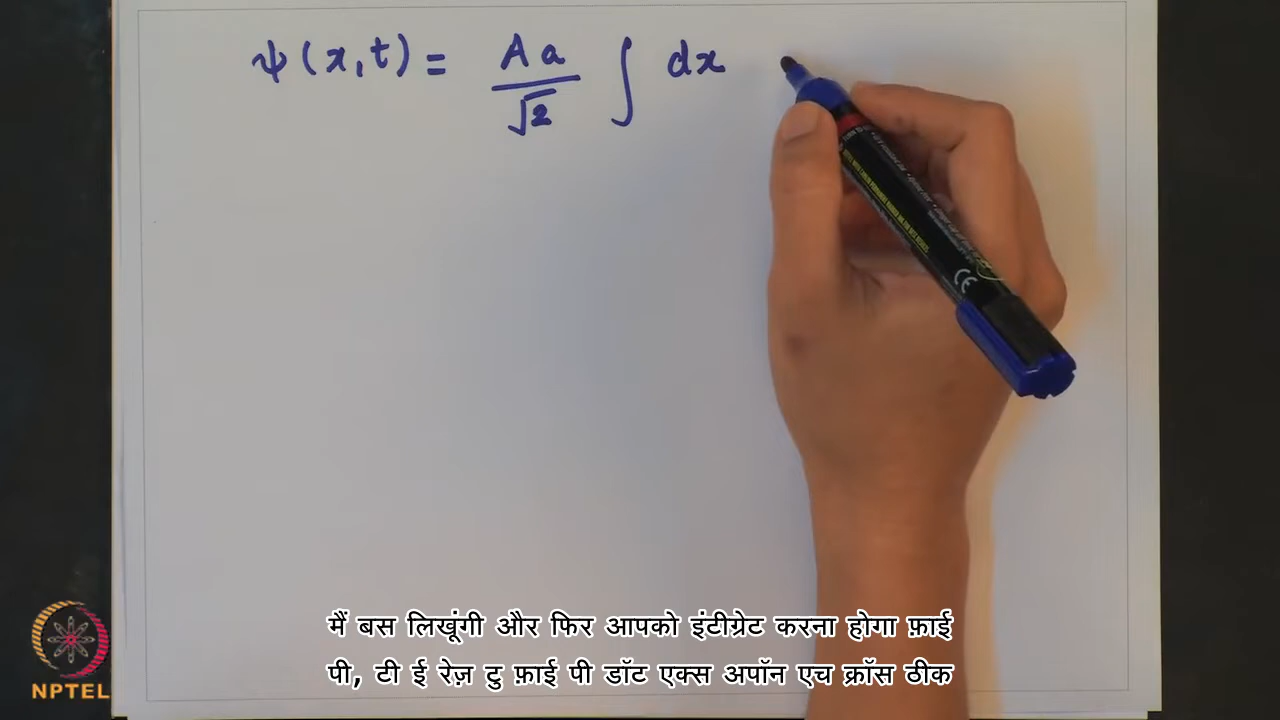 ψ(x,t) = Aa/√2 ∫ dx
मैं बस लिखूंगी और फिर आपको इंटीग्रेट करना होगा फ़ाई
पी, टी ई रेज़ टु फ़ाई पी डॉट एक्स अपॉन एच क्रॉस ठीक
NPTEL